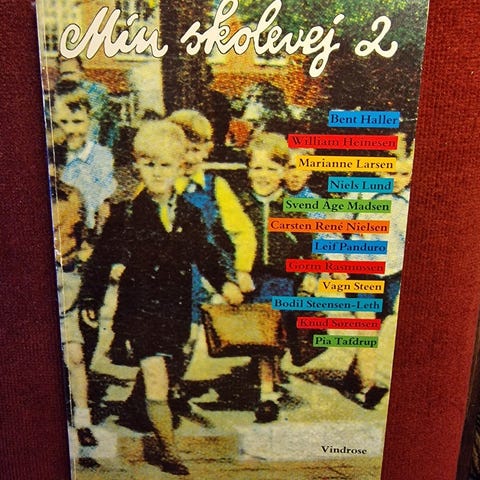 Min skolevej 2
Bent Haller
William Heinesen
Marianne Larsen
Niels Lund
Svend Åge Madsen
Carsten René Nielsen
Leif Panduro
Gorm Rasmussen
Vagn Steen
Bodil Steensen-Leth
Knud Sørensen
Pia Tafdrup
Vindrose